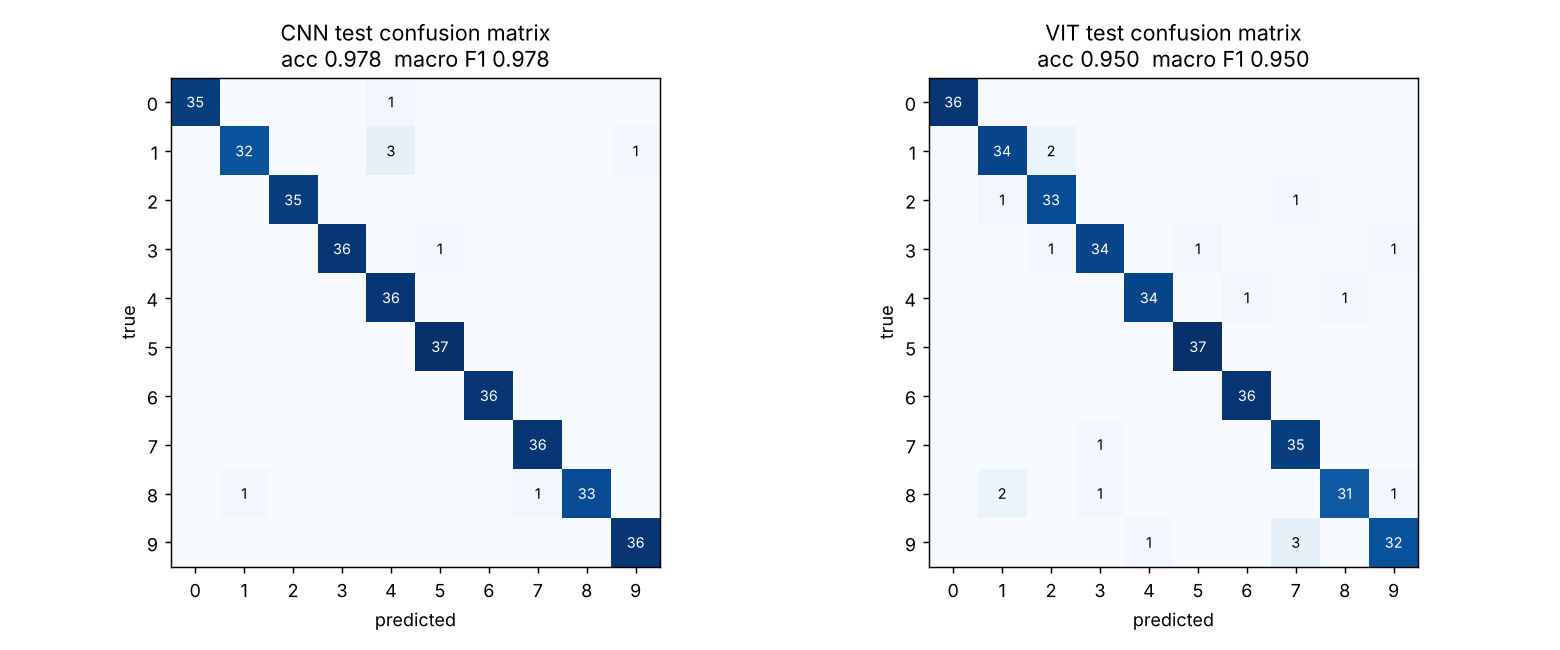 CNN test confusion matrix
acc 0.978  macro F1 0.978
0 35 1
1 32 3 1
2 35
3 36 1
4 36
5 37
6 36
7 36
8 1 1 33
9 36
true
0 1 2 3 4 5 6 7 8 9
predicted
VIT test confusion matrix
acc 0.950  macro F1 0.950
0 36
1 34 2
2 1 33 1
3 1 34 1 1
4 34 1 1
5 37
6 36
7 1 35
8 2 1 31 1
9 1 3 32
true
0 1 2 3 4 5 6 7 8 9
predicted